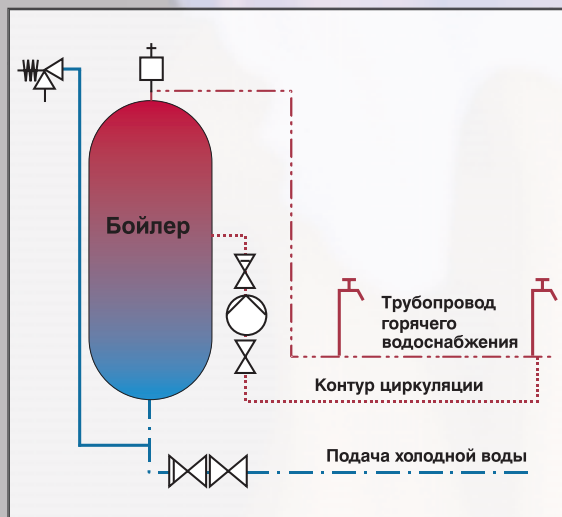 Бойлер
Трубопровод
горячего
водоснабжения
Контур циркуляции
Подача холодной воды